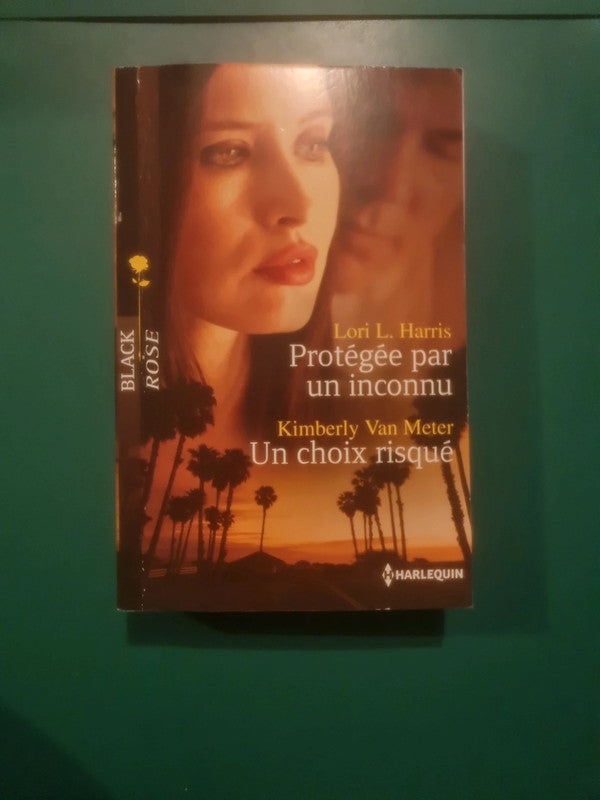 Lori L. Harris
Protégée par
un inconnu
Kimberly Van Meter
Un choix risqué
BLACK
ROSE
H HARLEQUIN